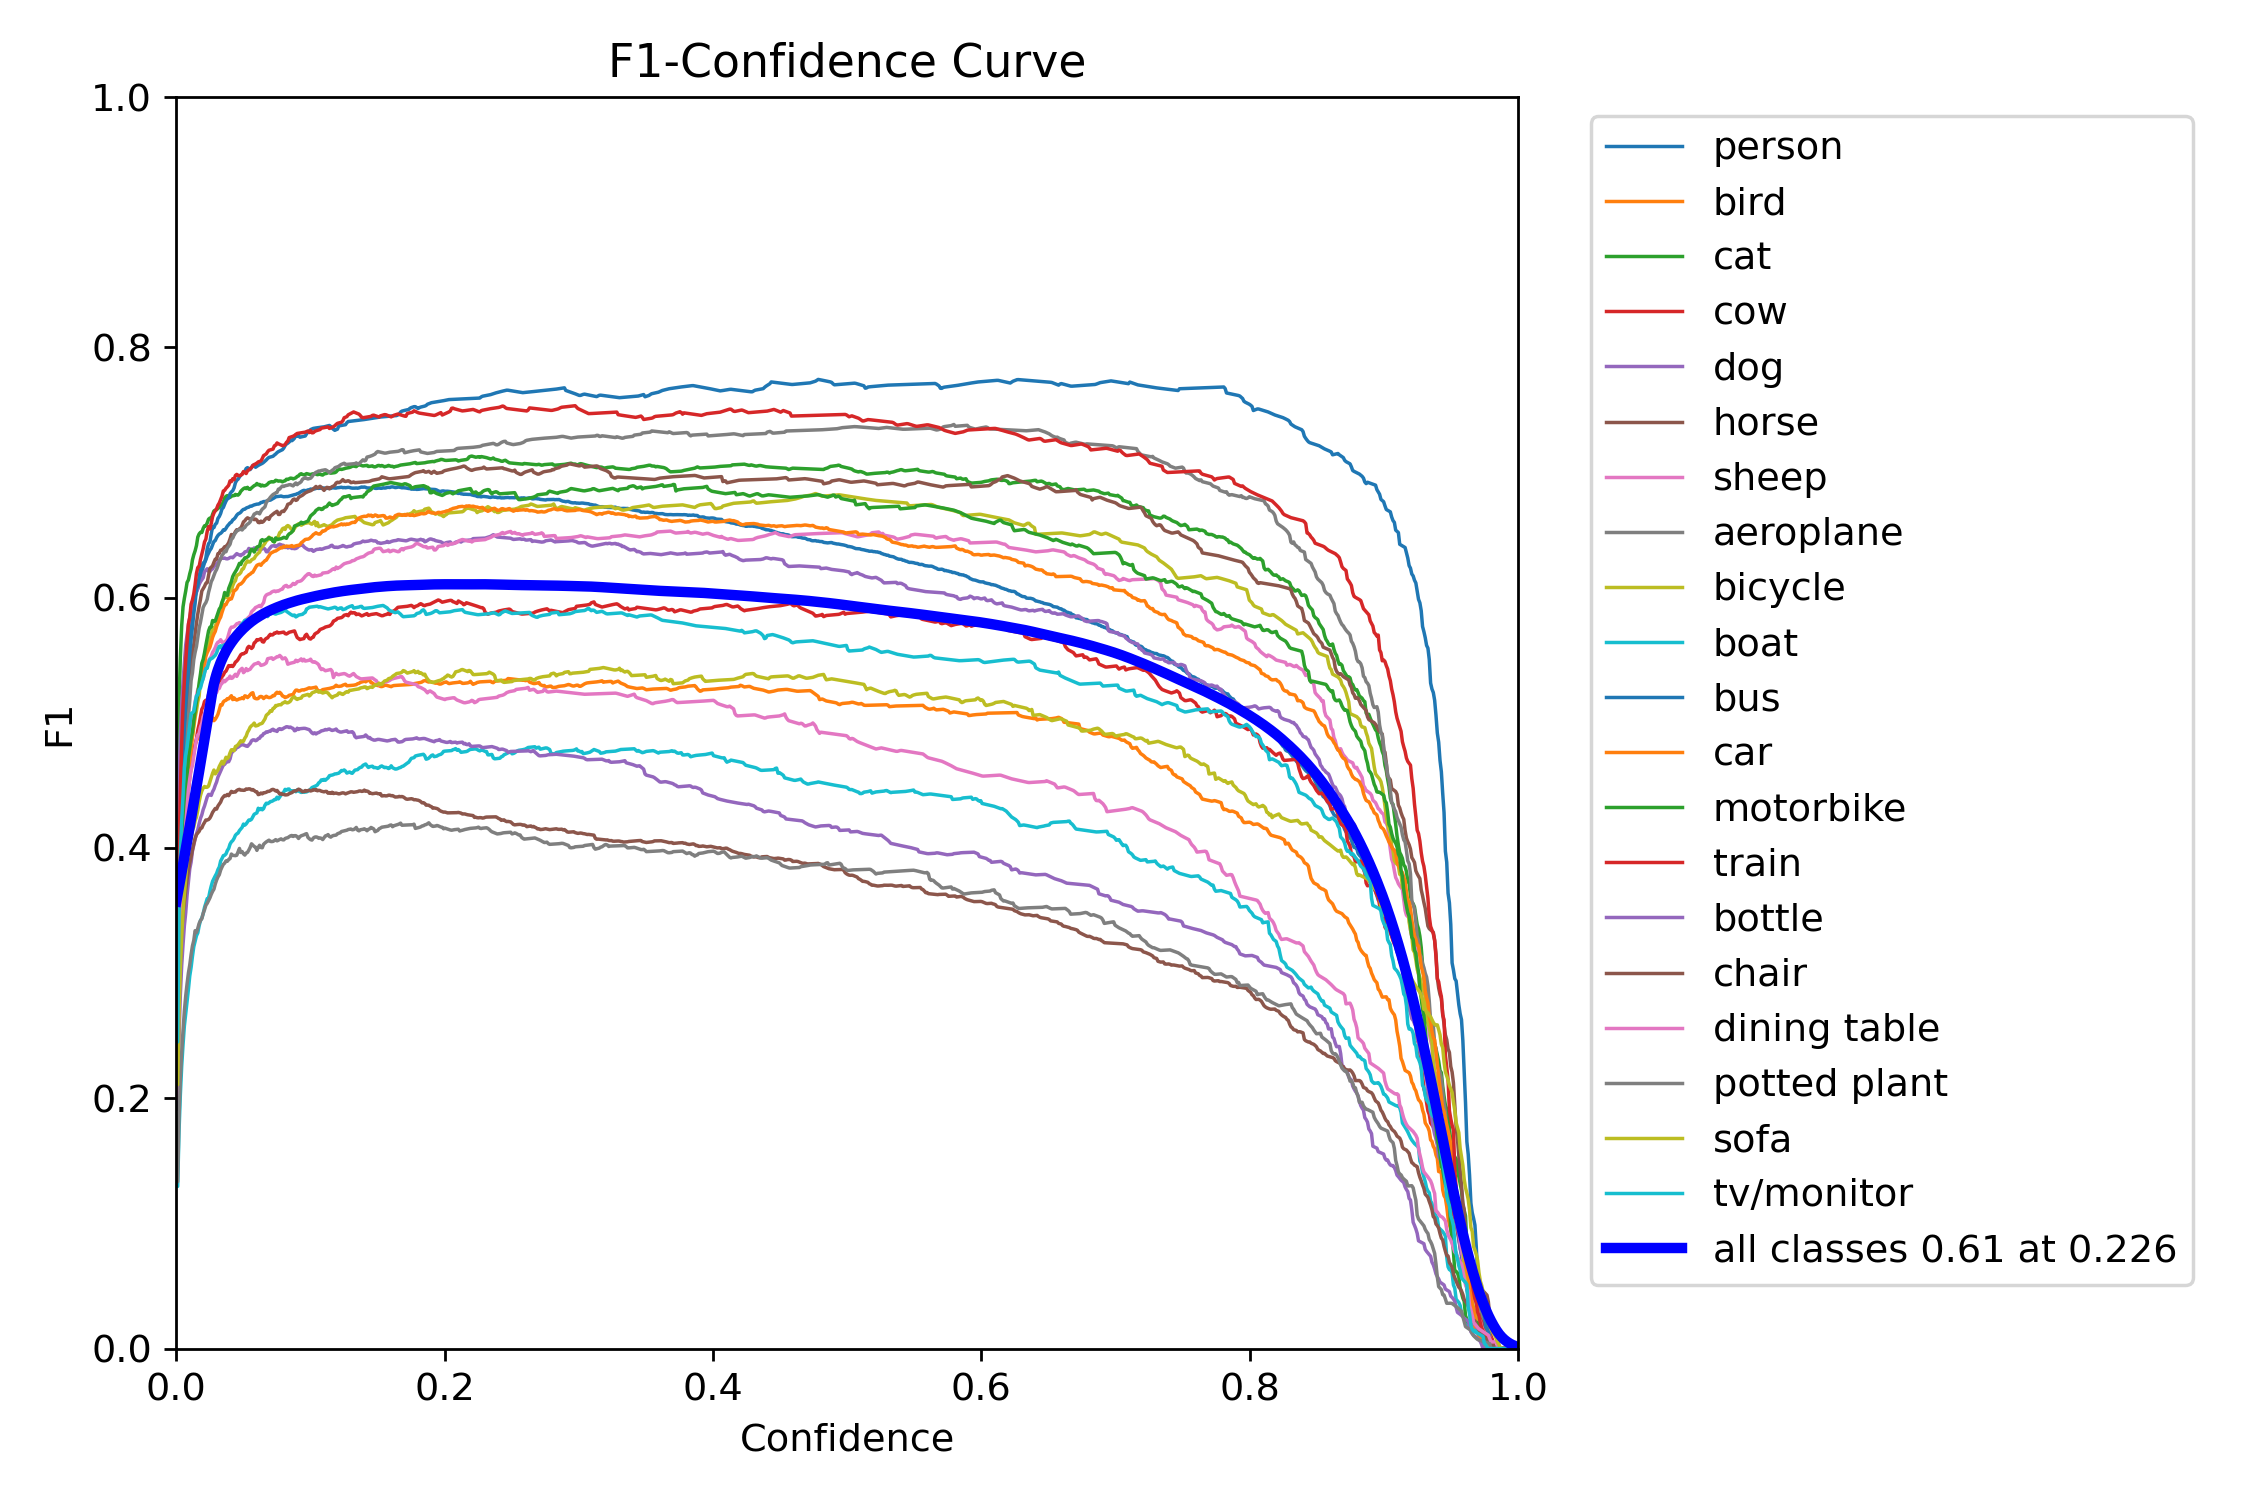 F1-Confidence Curve
1.0
0.8
0.6
0.4
0.2
0.0
F1
0.0 0.2 0.4 0.6 0.8 1.0
Confidence
person
bird
cat
cow
dog
horse
sheep
aeroplane
bicycle
boat
bus
car
motorbike
train
bottle
chair
dining table
potted plant
sofa
tv/monitor
all classes 0.61 at 0.226